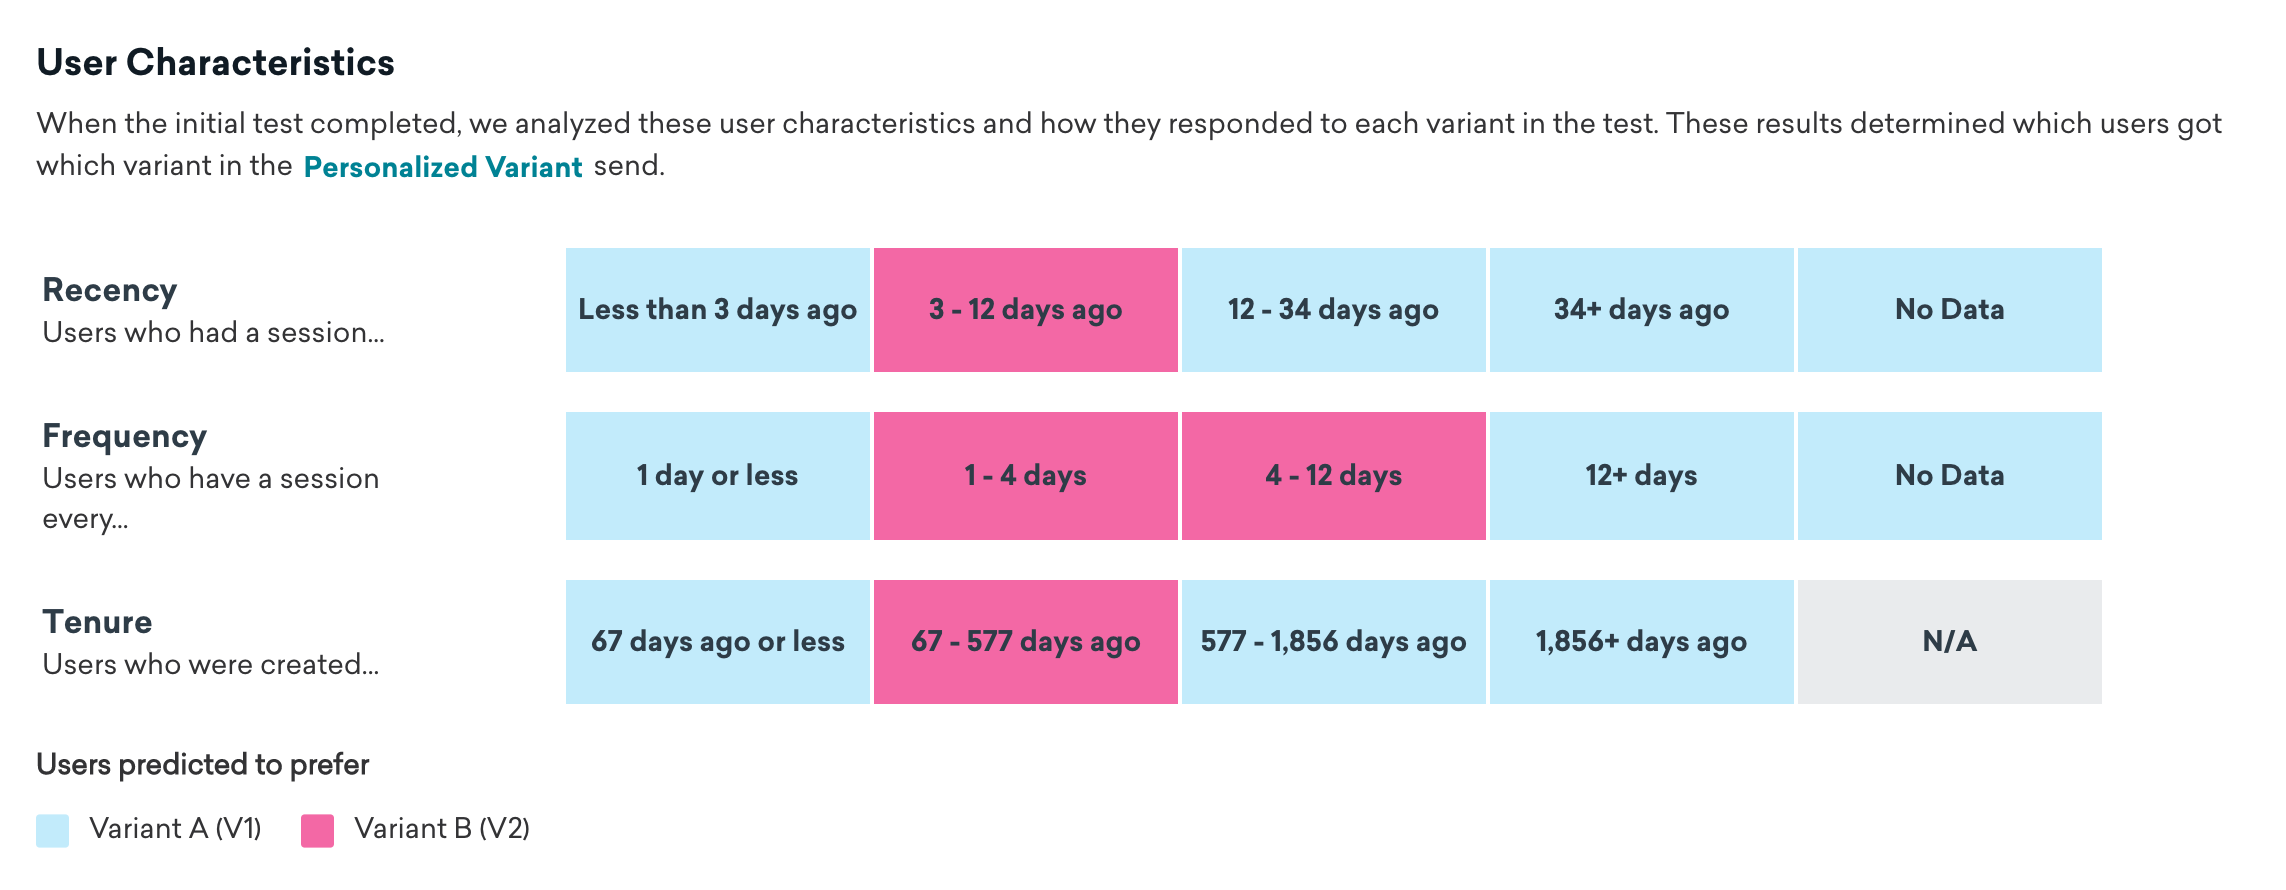 User Characteristics
When the initial test completed, we analyzed these user characteristics and how they responded to each variant in the test. These results determined which users got
which variant in the Personalized Variant send.
Recency
Users who had a session...
Less than 3 days ago
3 - 12 days ago
12 - 34 days ago
34+ days ago
No Data
Frequency
Users who have a session
every...
1 day or less
1 - 4 days
4 - 12 days
12+ days
No Data
Tenure
Users who were created...
67 days ago or less
67 - 577 days ago
577 - 1,856 days ago
1,856+ days ago
N/A
Users predicted to prefer
Variant A (V1)
Variant B (V2)